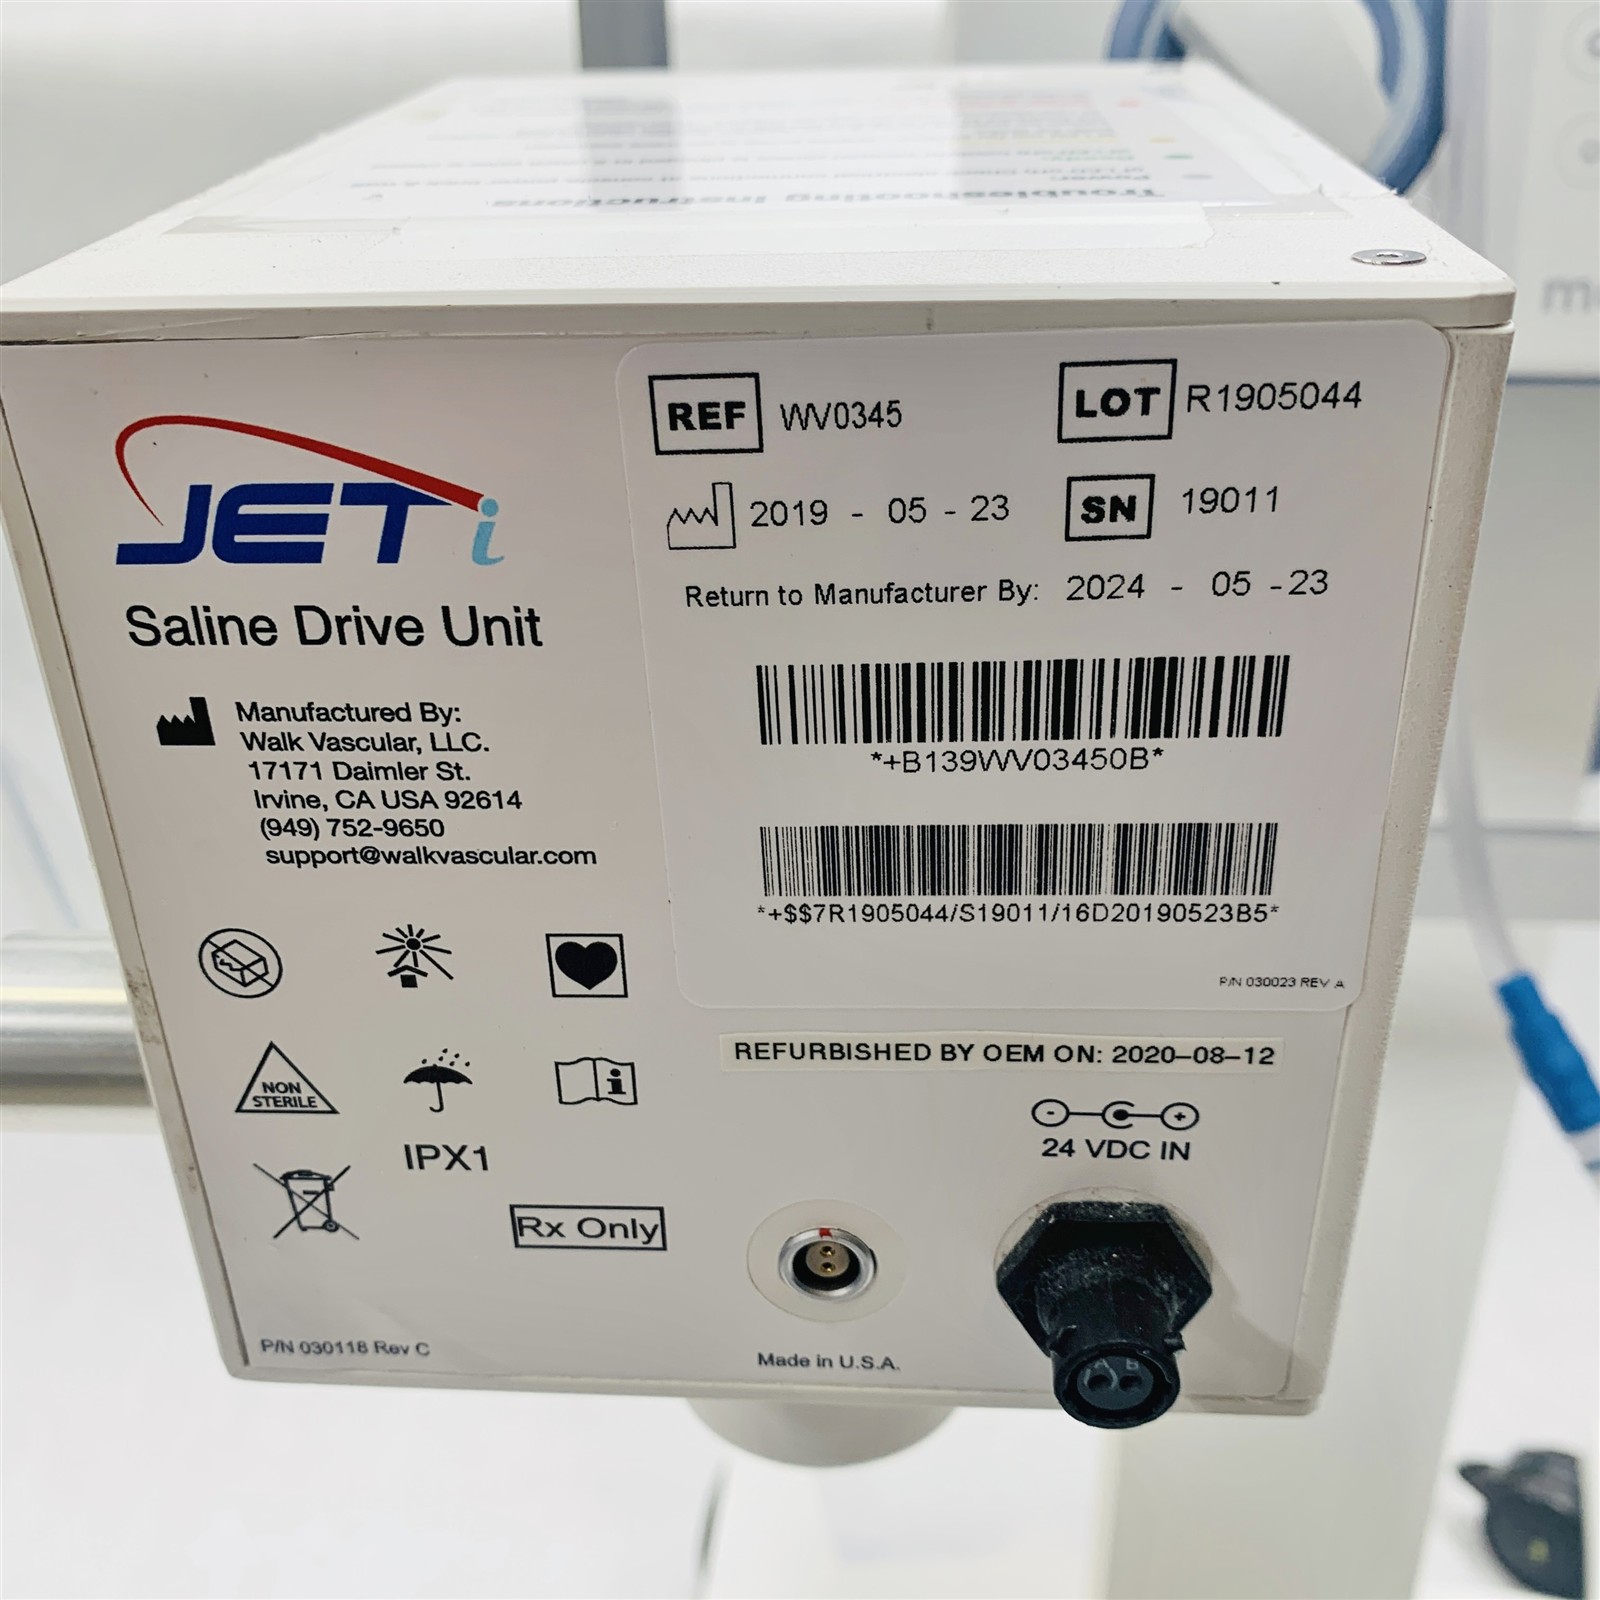 Troubleshooting Instructions:
Power:
Ready:
JETi
Saline Drive Unit
Manufactured By:
Walk Vascular, LLC.
17171 Daimler St.
Irvine, CA USA 92614
(949) 752-9650
support@walkvascular.com
NON
STERILE
IPX1
Rx Only
P/N 030118 Rev C
REF WV0345
LOT R1905044
2019 - 05 - 23
SN 19011
Return to Manufacturer By: 2024 - 05 - 23
*+B139WV03450B*
*+$$7R1905044/S19011/16D20190523B5*
P/N 030023 REV A
REFURBISHED BY OEM ON: 2020-08-12
- C +
24 VDC IN
A B
Made in U.S.A.